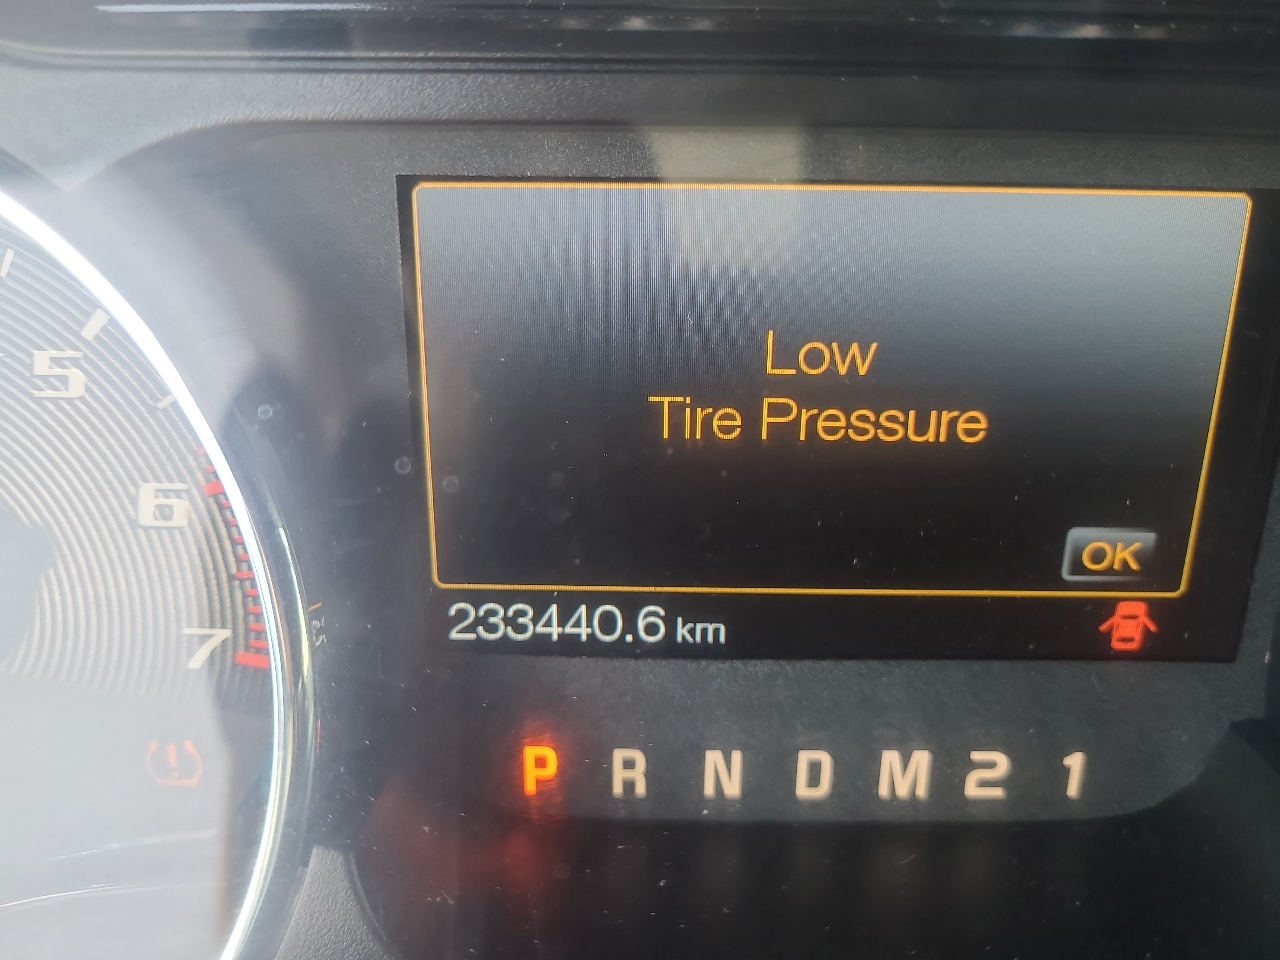 Low
Tire Pressure
OK
233440.6 km
P R N D M 2 1
5
6
7